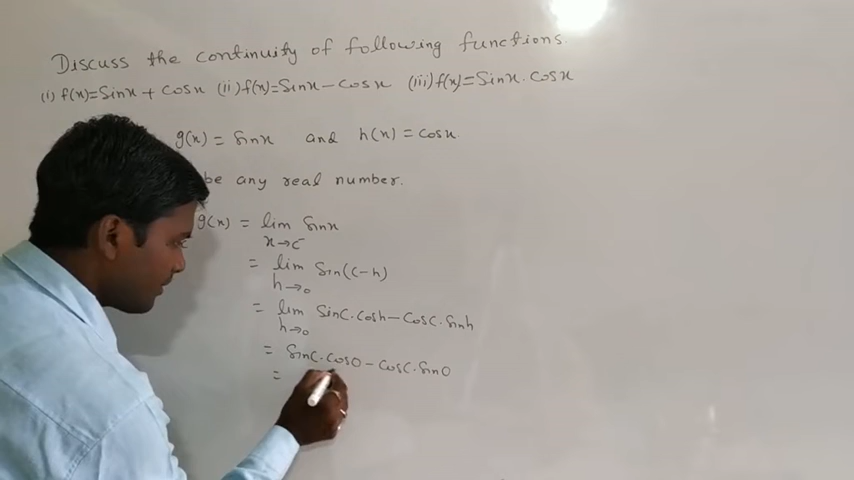 Discuss the continuity of following functions.
(i) f(x)=Sinx + cosx (ii) f(x)=Sinx − cosx (iii) f(x)=Sinx.cosx
g(x) = Sinx and h(x) = cosx.
be any real number.
g(x) = lim Sinx
x→c⁻
= lim Sin(c-h)
h→0
= lim Sinc.cosh − cosc.Sinh
h→0
= Sinc.cos0 − cosc.Sin0
=